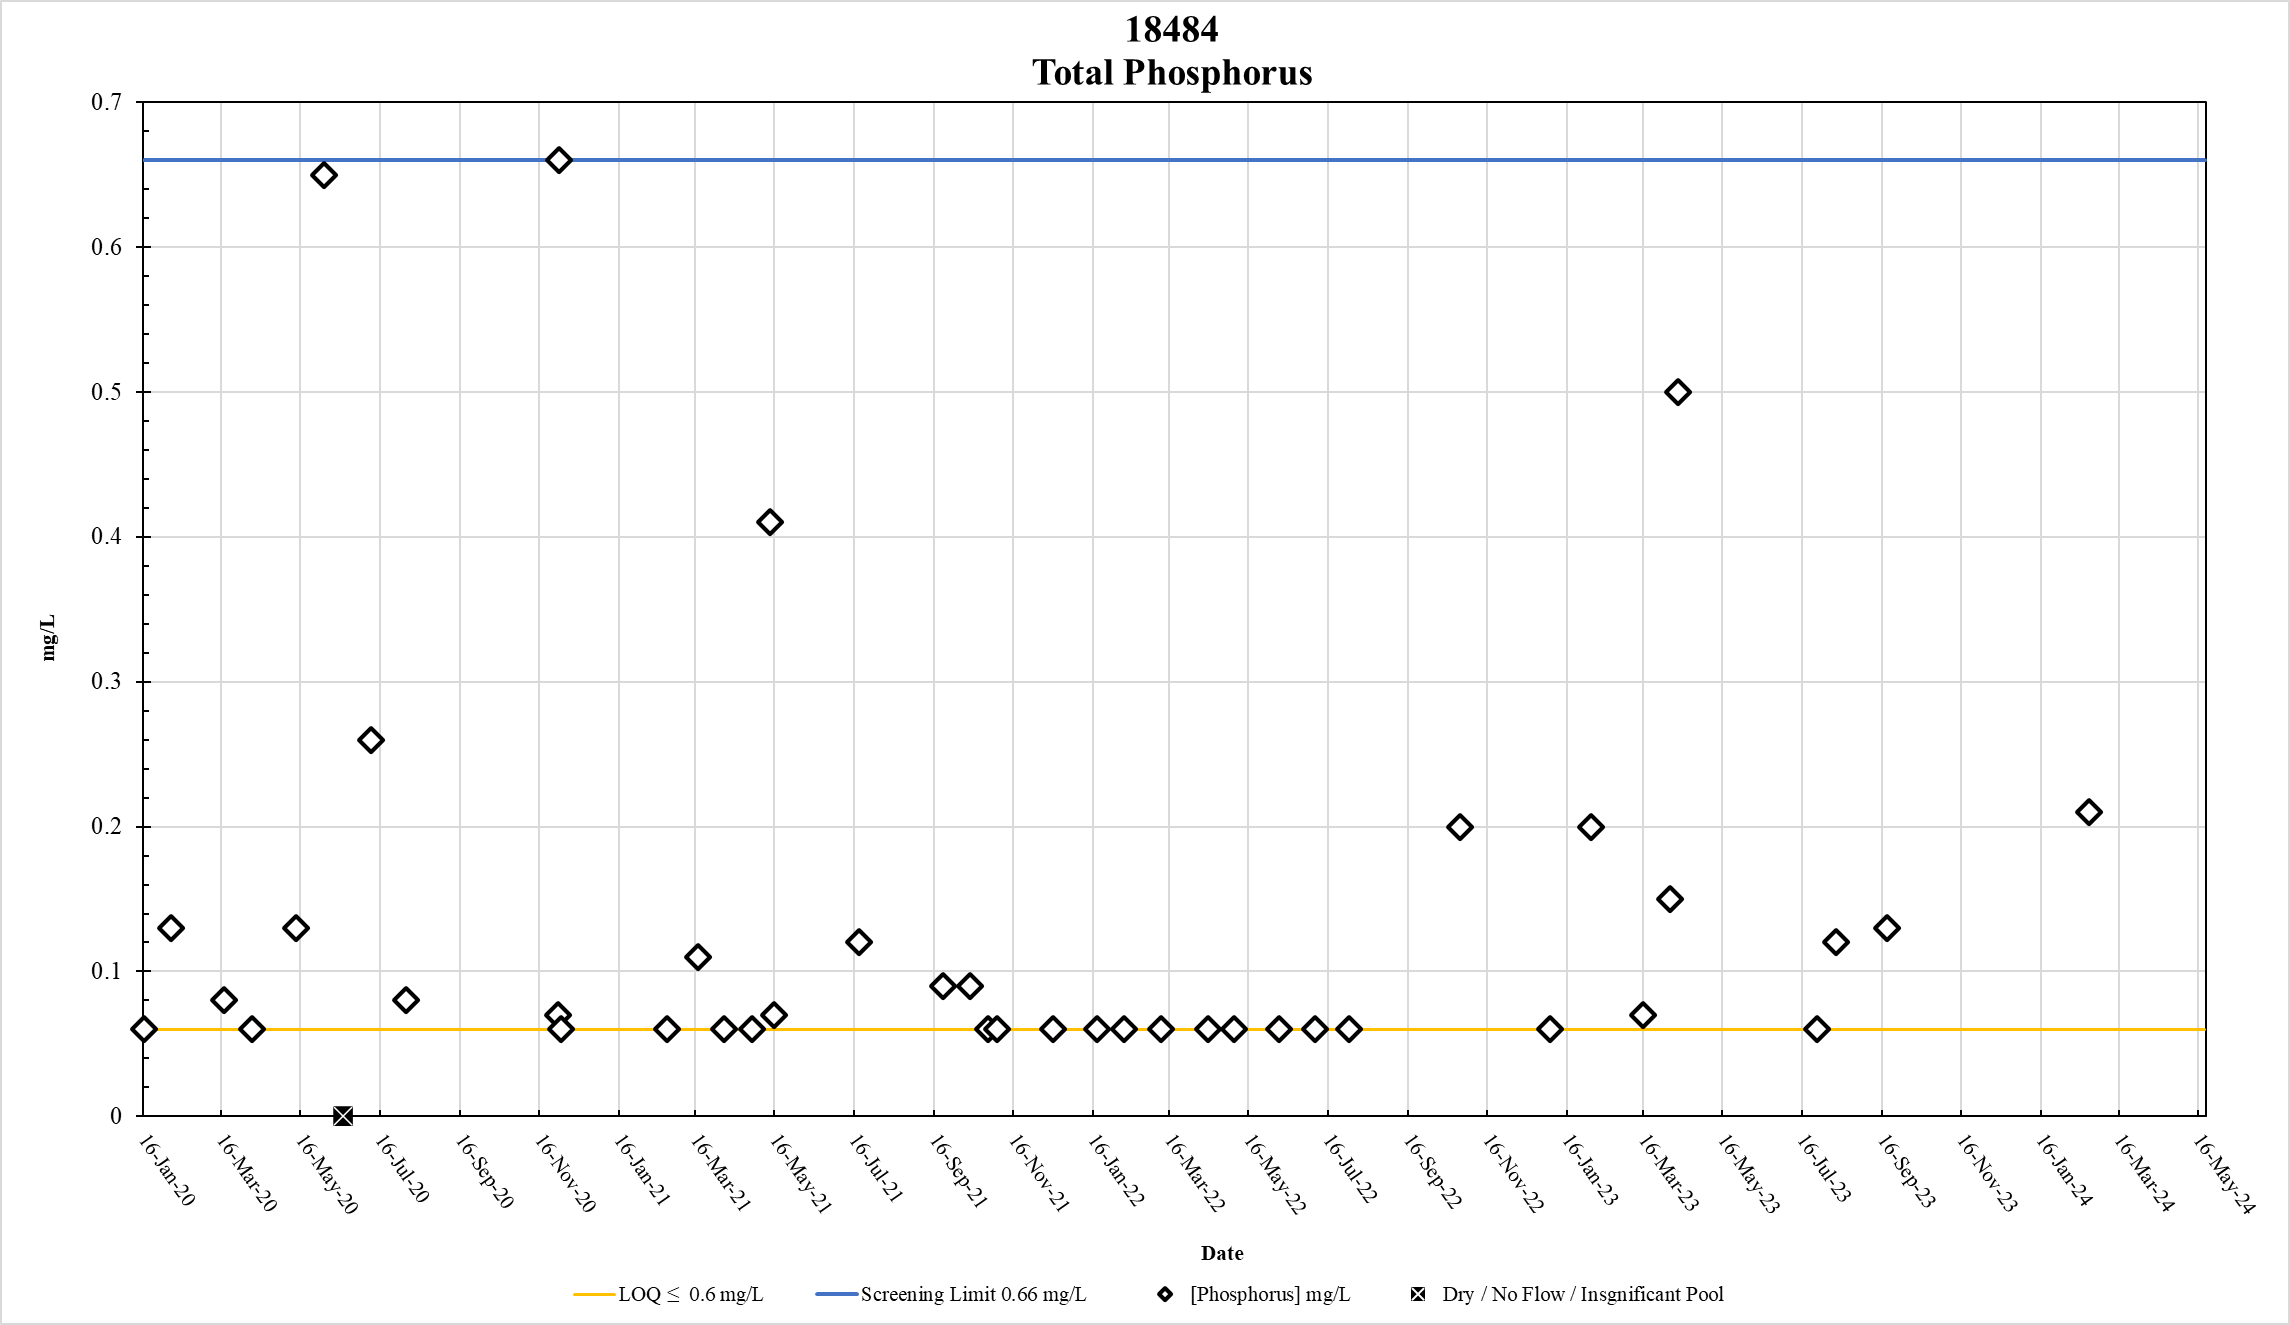 18484
Total Phosphorus
0.7
0.6
0.5
0.4
0.3
0.2
0.1
0
mg/L
16-Jan-20
16-Mar-20
16-May-20
16-Jul-20
16-Sep-20
16-Nov-20
16-Jan-21
16-Mar-21
16-May-21
16-Jul-21
16-Sep-21
16-Nov-21
16-Jan-22
16-Mar-22
16-May-22
16-Jul-22
16-Sep-22
16-Nov-22
16-Jan-23
16-Mar-23
16-May-23
16-Jul-23
16-Sep-23
16-Nov-23
16-Jan-24
16-Mar-24
16-May-24
Date
LOQ ≤ 0.6 mg/L
Screening Limit 0.66 mg/L
[Phosphorus] mg/L
Dry / No Flow / Insgnificant Pool